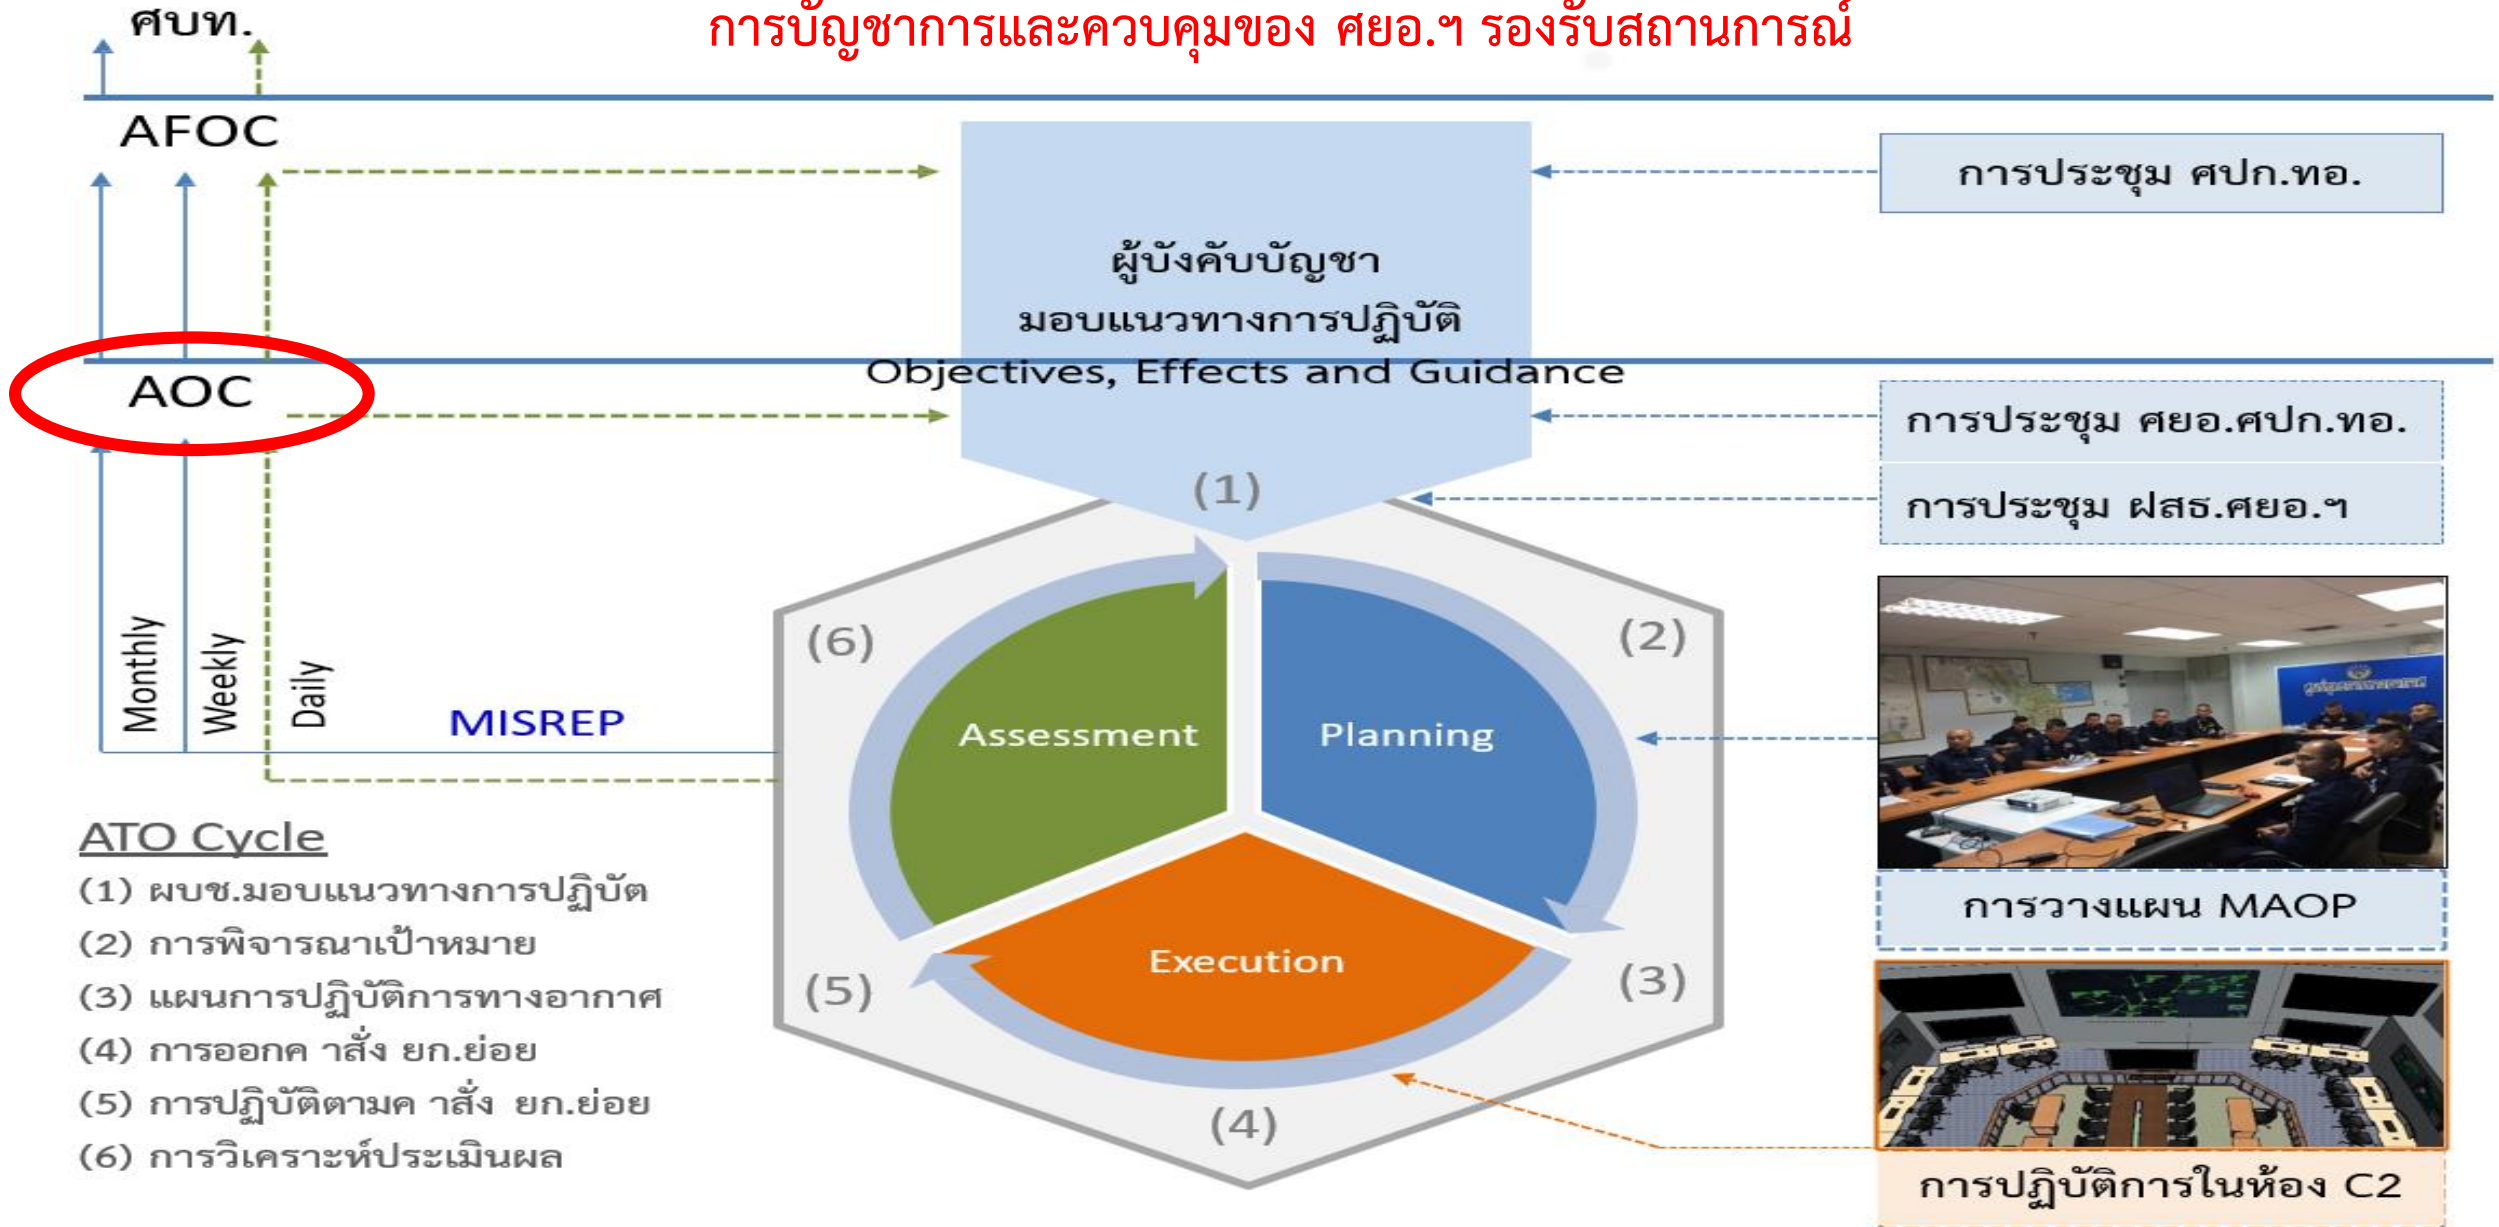 ศบท.
การบัญชาการและควบคุมของ ศยอ.ฯ รองรับสถานการณ์
AFOC
การประชุม ศปก.ทอ.
ผู้บังคับบัญชา
มอบแนวทางการปฏิบัติ
Objectives, Effects and Guidance
AOC
การประชุม ศยอ.ศปก.ทอ.
การประชุม ฝสธ.ศยอ.ฯ
(1)
(6)
(2)
Monthly
Weekly
Daily
MISREP
Assessment
Planning
ATO Cycle
(1) ผบช.มอบแนวทางการปฏิบัต
(2) การพิจารณาเป้าหมาย
(3) แผนการปฏิบัติการทางอากาศ
(4) การออกค าสั่ง ยก.ย่อย
(5) การปฏิบัติตามค าสั่ง ยก.ย่อย
(6) การวิเคราะห์ประเมินผล
Execution
(5)
(3)
(4)
การวางแผน MAOP
การปฏิบัติการในห้อง C2